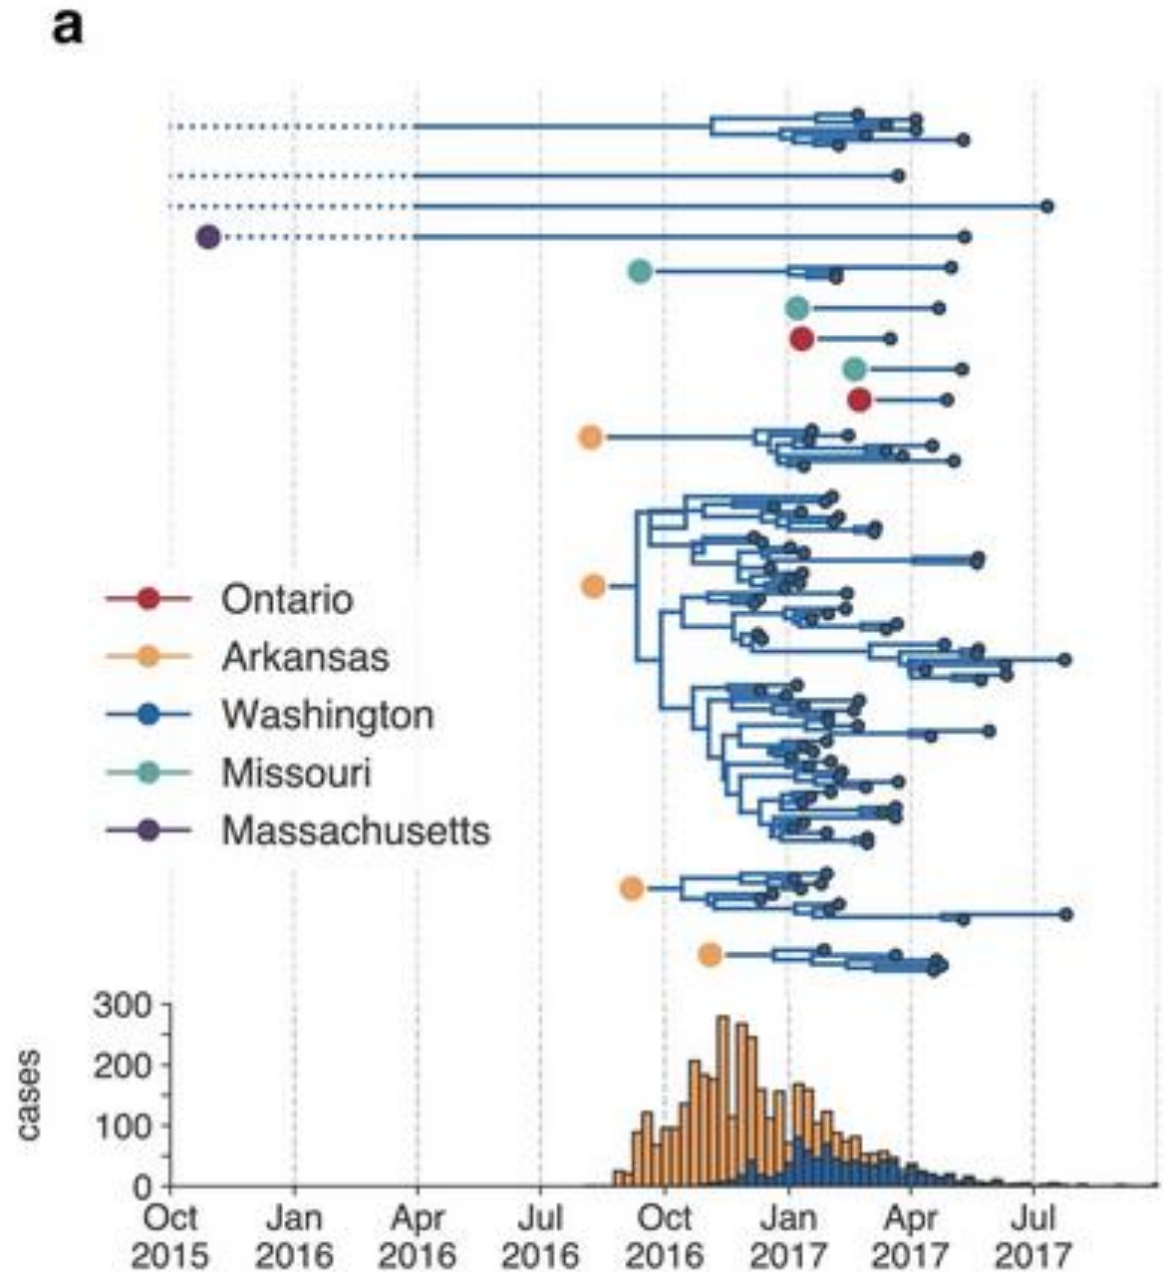 a
Ontario
Arkansas
Washington
Missouri
Massachusetts
300
200
100
0
cases
Oct Jan Apr Jul Oct Jan Apr Jul
2015 2016 2016 2016 2016 2017 2017 2017